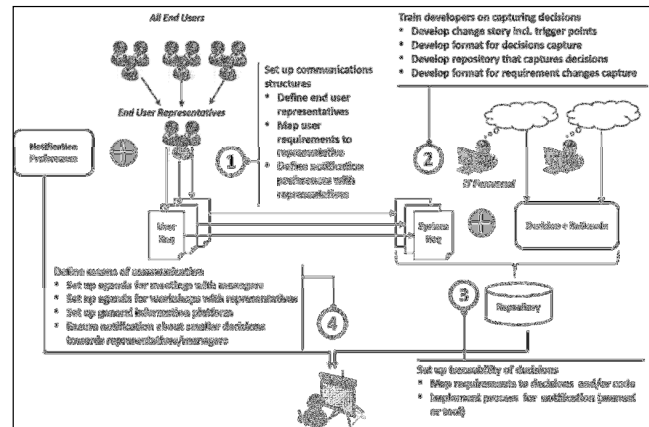 All End Users
End User Representatives
Notification
Preferences
1
Set up communications
structures
* Define end user
representatives
* Map user
requirements to
representative
* Define notification
preferences with
representatives
Train developers on capturing decisions
* Develop change story incl. trigger points
* Develop format for decisions capture
* Develop repository that captures decisions
* Develop format for requirement changes capture
2
IT Personnel
User
Req
System
Req
Decision + Rationale
Define means of communication
* Set up agenda for meetings with managers
* Set up agenda for workshops with representatives
* Set up general information platform
* Ensure notification about smaller decisions
towards representatives/managers
4
3
Repository
Set up traceability of decisions
* Map requirements to decisions and/or code
* Implement process for notification (manual
or tool)